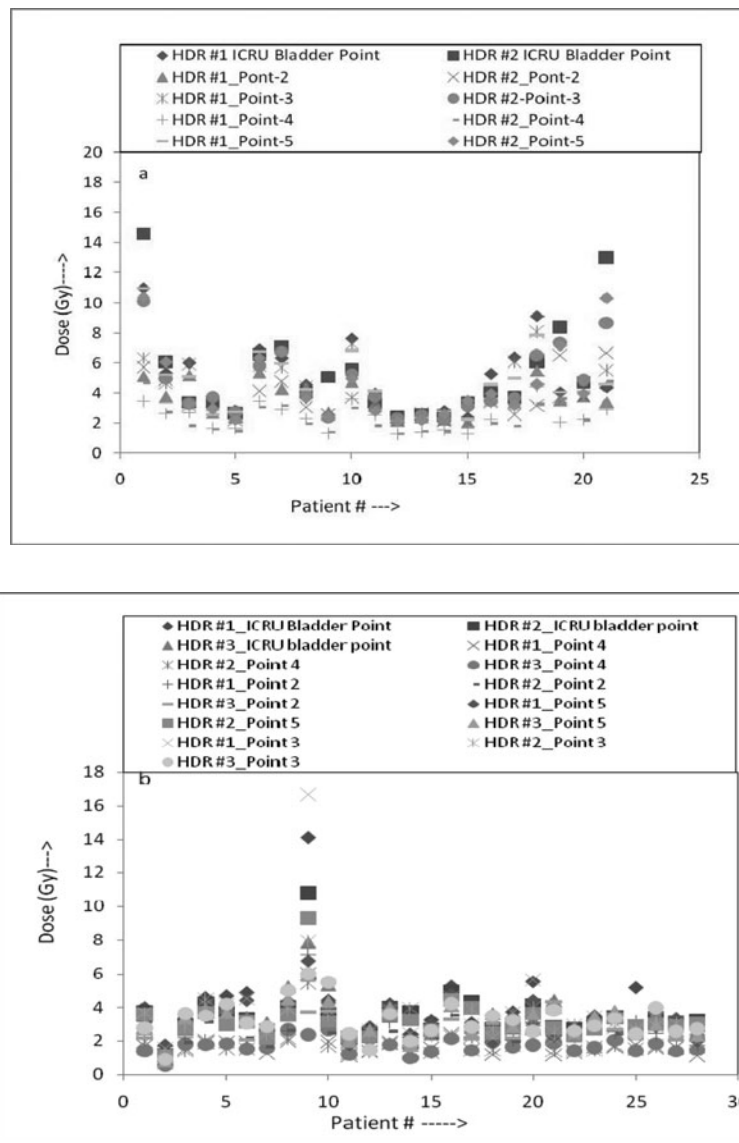 HDR #1 ICRU Bladder Point HDR #2 ICRU Bladder Point
HDR #1_Pont-2 HDR #2_Pont-2
HDR #1_Point-3 HDR #2-Point-3
HDR #1_Point-4 HDR #2_Point-4
HDR #1_Point-5 HDR #2_Point-5
a
20
18
16
14
12
10
8
6
4
2
0
Dose (Gy)---->
0 5 10 15 20 25
Patient # --->
HDR #1_ICRU Bladder Point HDR #2_ICRU Bladder point
HDR #3_ICRU bladder point HDR #1_Point 4
HDR #2_Point 4 HDR #3_Point 4
HDR #1_Point 2 HDR #2_Point 2
HDR #3_Point 2 HDR #1_Point 5
HDR #2_Point 5 HDR #3_Point 5
HDR #1_Point 3 HDR #2_Point 3
HDR #3_Point 3
b
18
16
14
12
10
8
6
4
2
0
Dose (Gy)--->
0 5 10 15 20 25 30
Patient # ----->